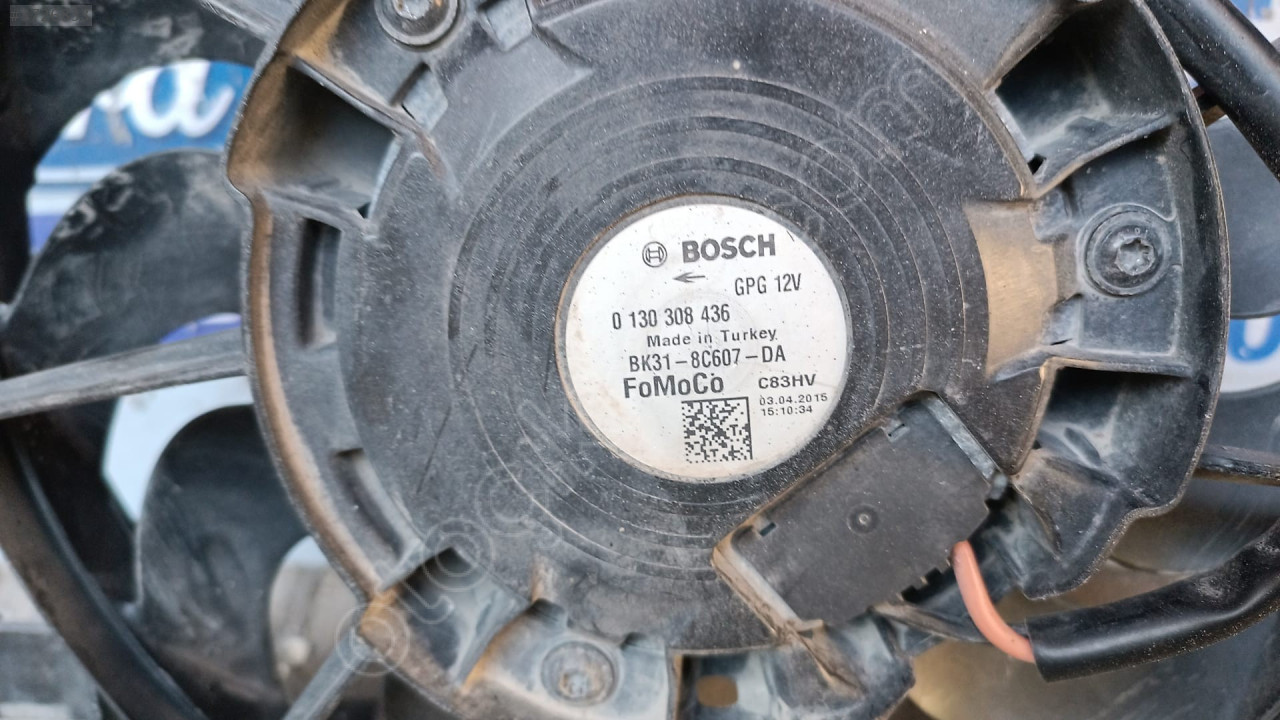 BOSCH
GPG 12V
0 130 308 436
Made in Turkey
BK31-8C607-DA
FoMoCo C83HV
03.04.2015
15:10:34